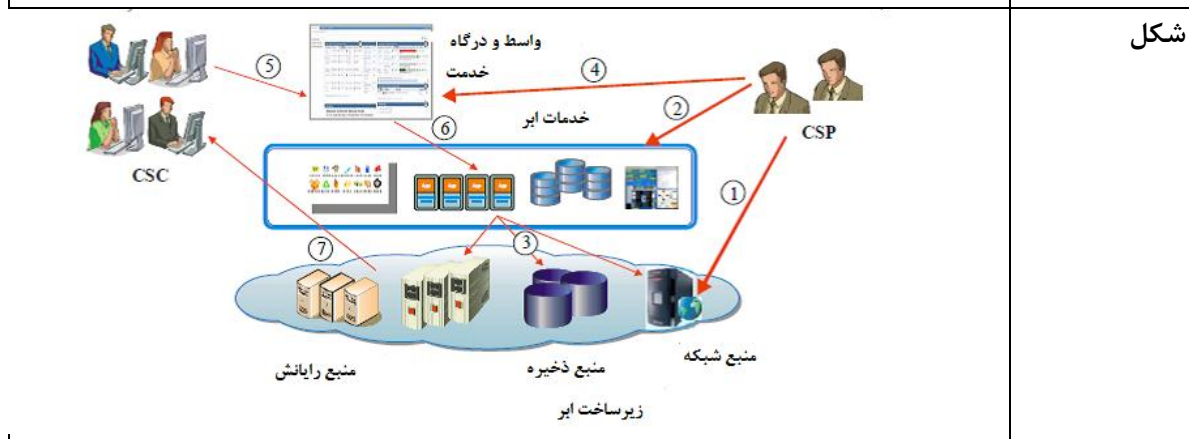 شکل
واسط و درگاه
خدمت
خدمات ابر
CSP
CSC
5
4
2
6
1
3
7
منبع شبکه
منبع ذخیره
منبع رایانش
زیرساخت ابر